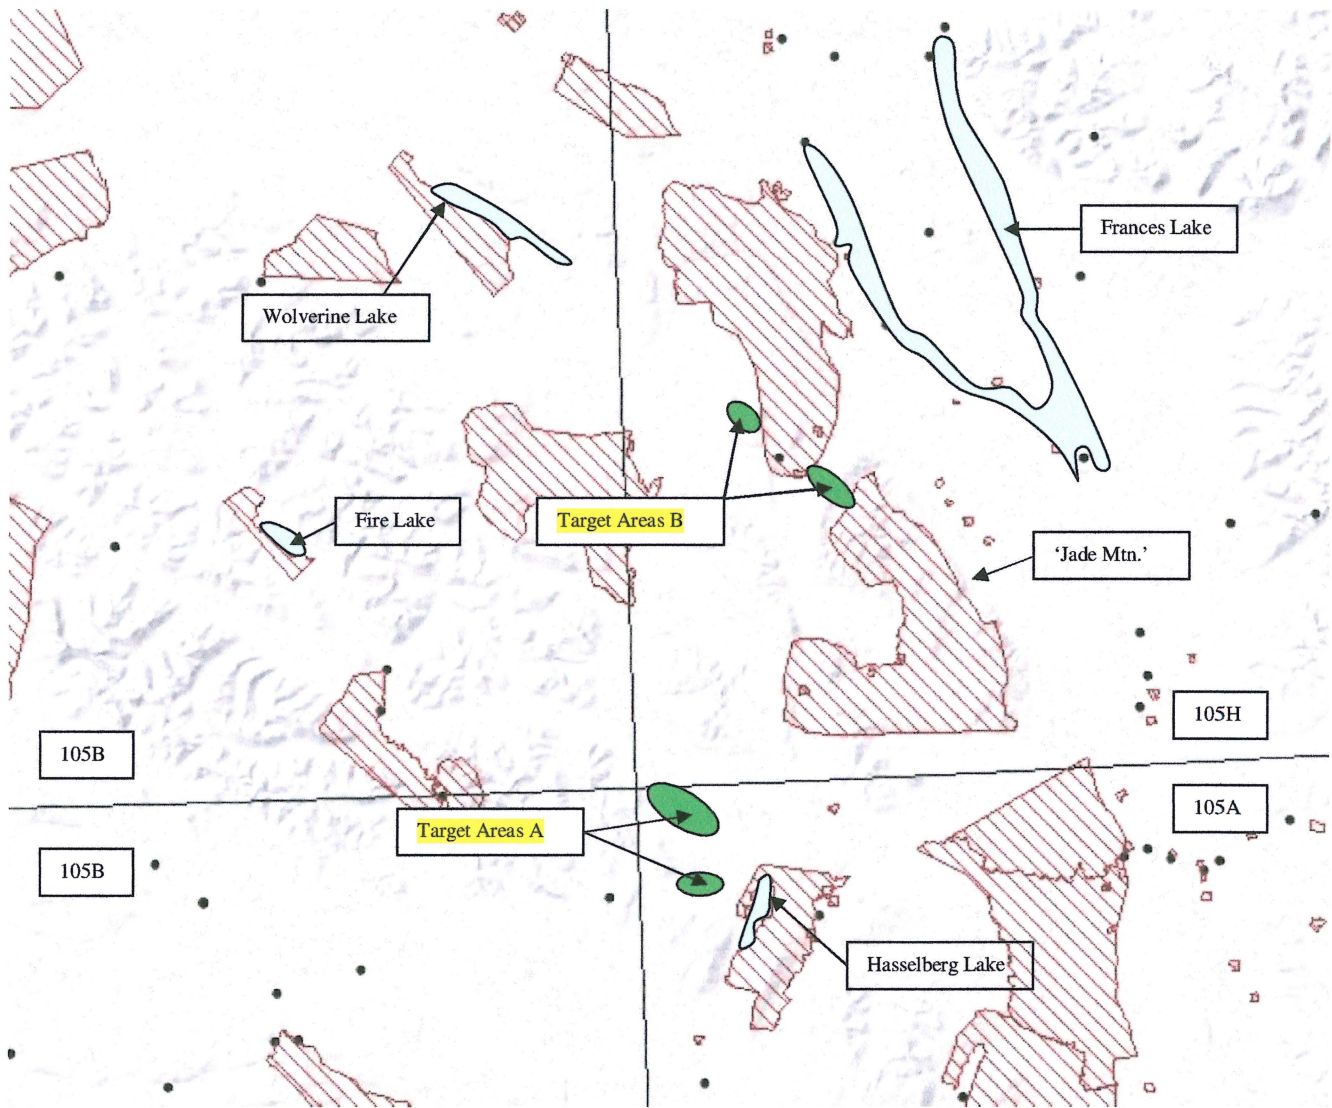 Frances Lake
Wolverine Lake
Fire Lake
Target Areas B
‘Jade Mtn.’
105H
105B
105A
Target Areas A
105B
Hasselberg Lake